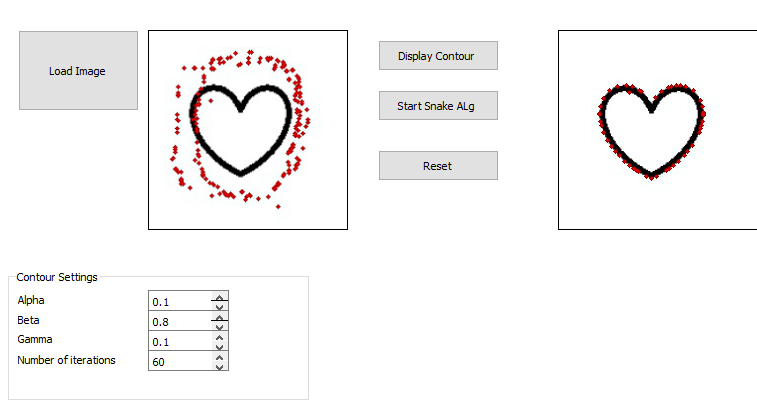 Load Image
Display Contour
Start Snake ALg
Reset
Contour Settings
Alpha 0.1
Beta 0.8
Gamma 0.1
Number of iterations 60